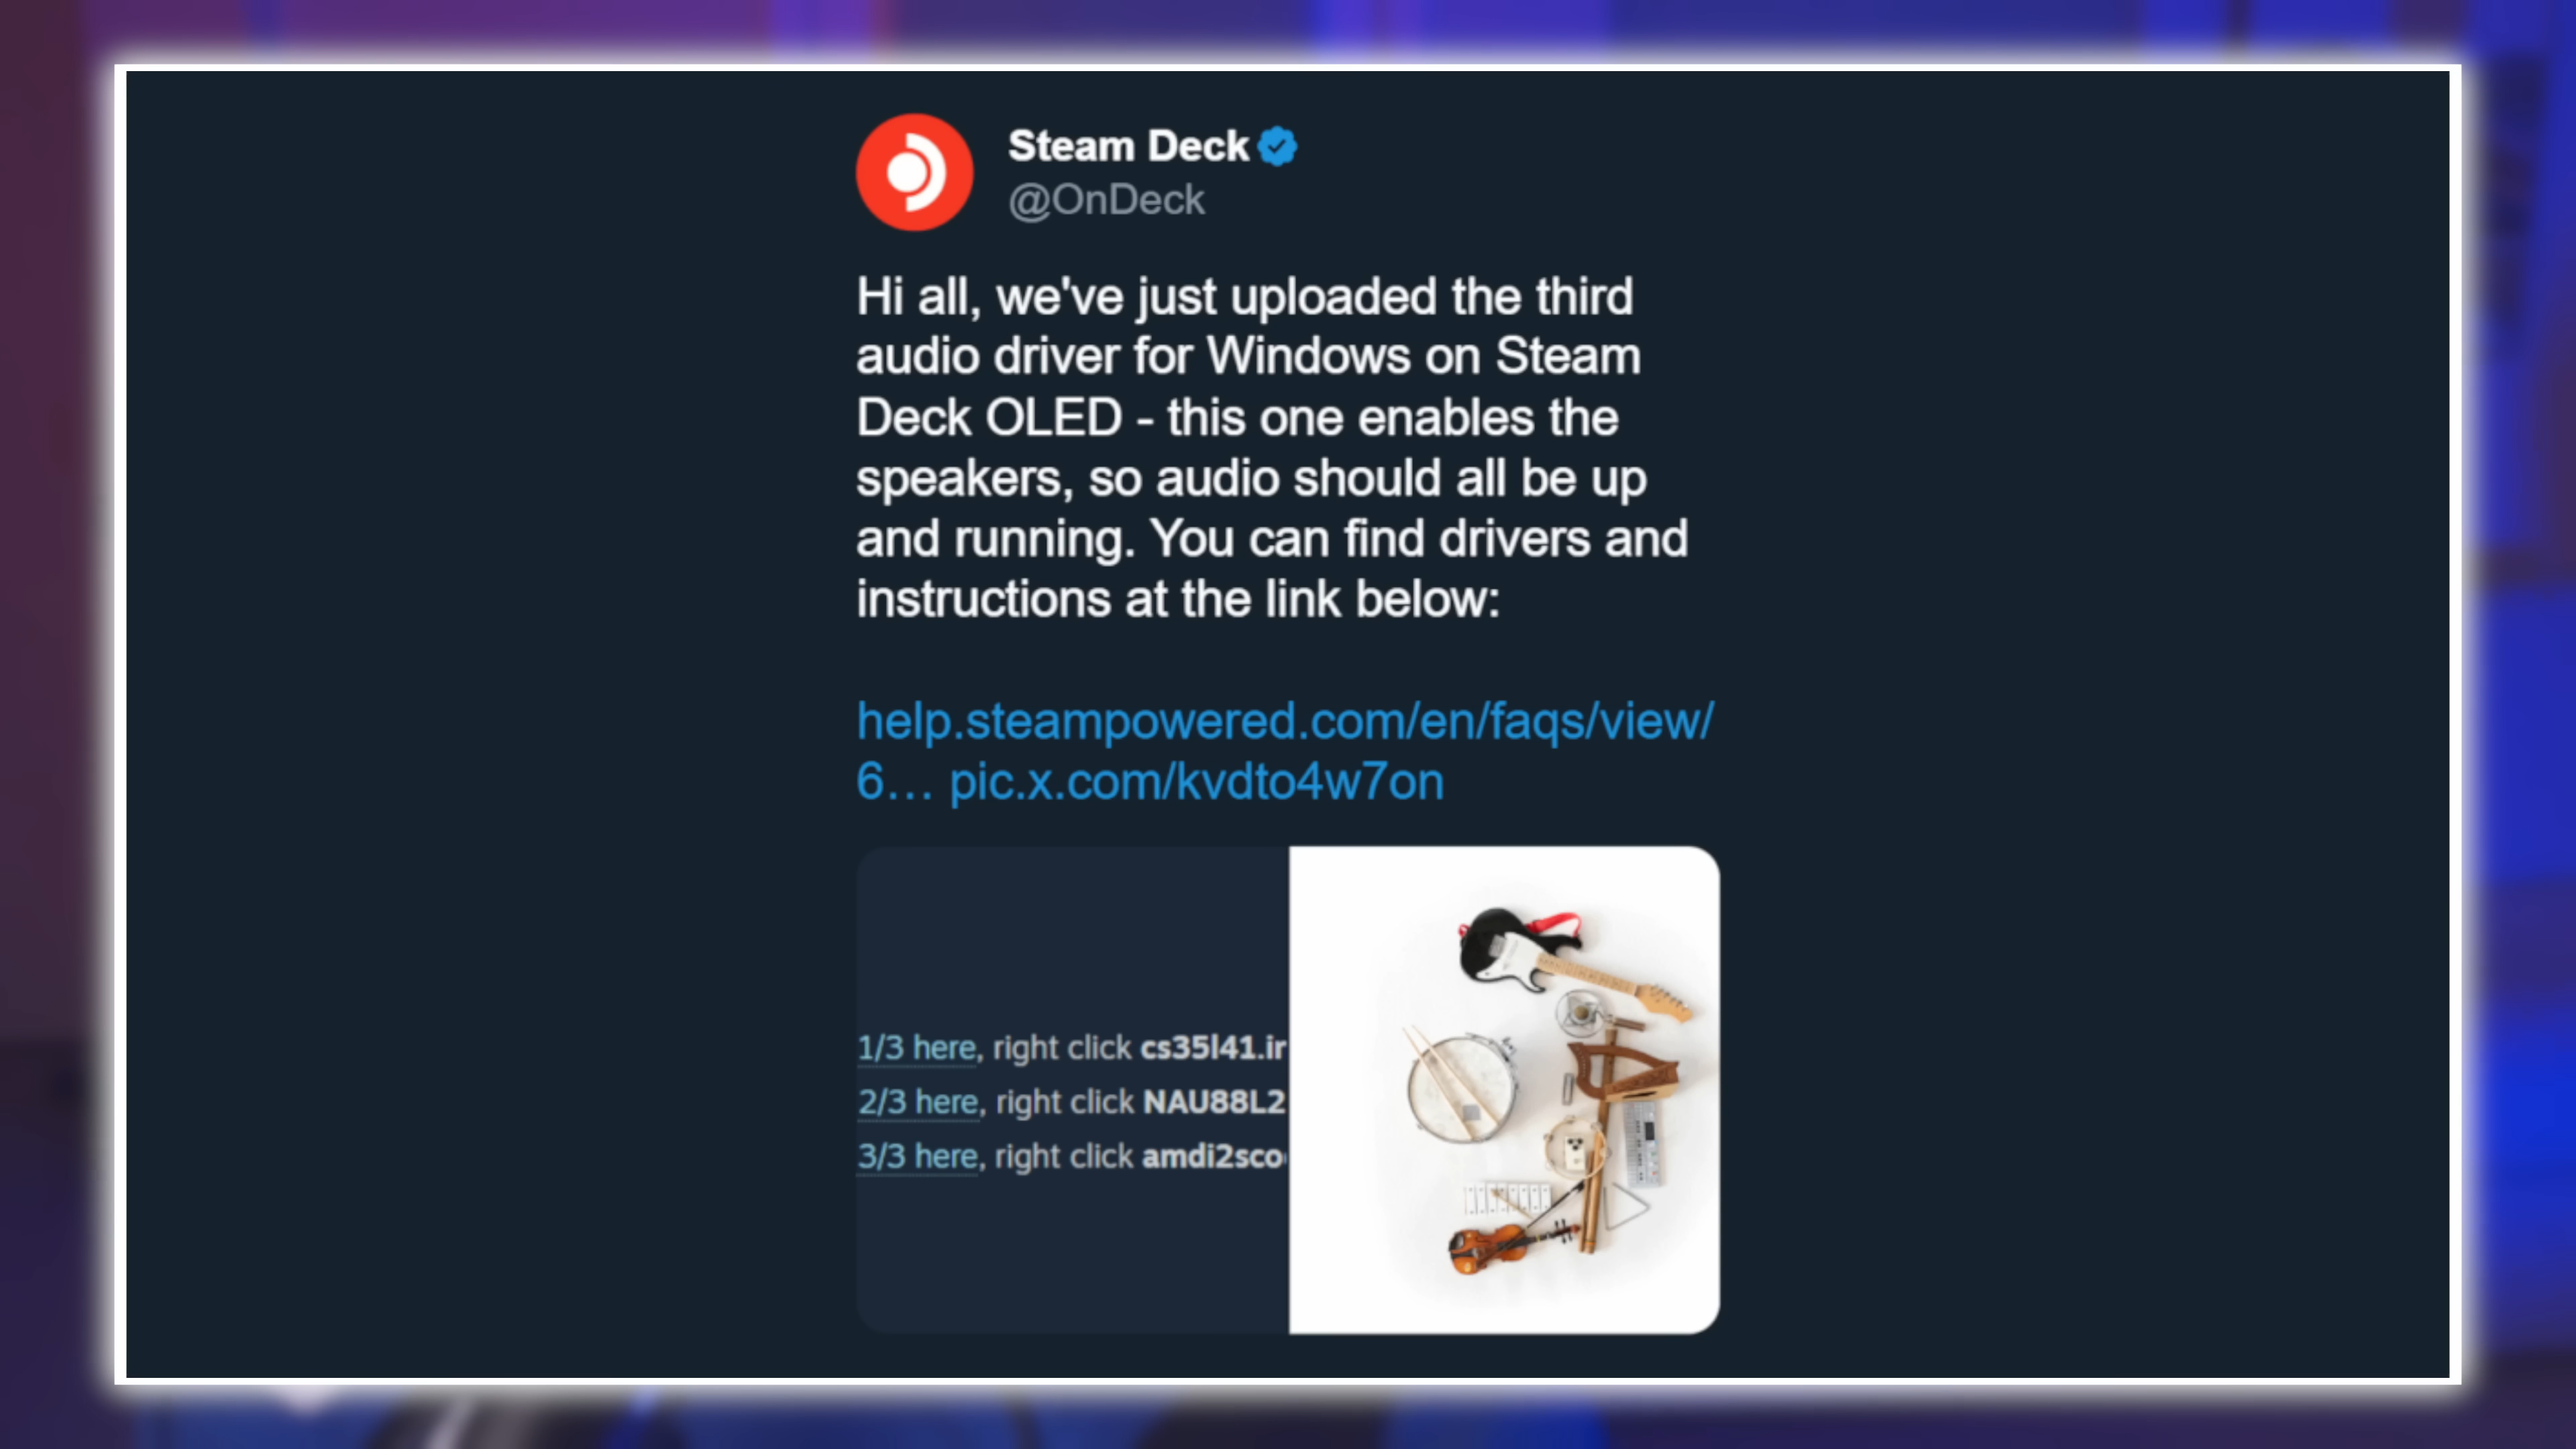 Steam Deck
@OnDeck
Hi all, we've just uploaded the third
audio driver for Windows on Steam
Deck OLED - this one enables the
speakers, so audio should all be up
and running. You can find drivers and
instructions at the link below:
help.steampowered.com/en/faqs/view/
6… pic.x.com/kvdto4w7on
1/3 here, right click cs35l41.in
2/3 here, right click NAU88L2
3/3 here, right click amdi2sco